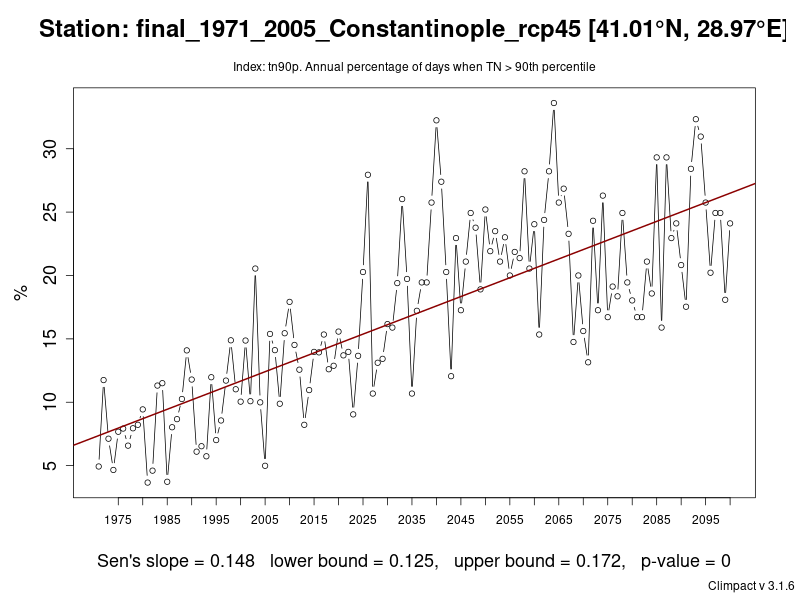 Station: final_1971_2005_Constantinople_rcp45 [41.01°N, 28.97°E]
Index: tn90p. Annual percentage of days when TN > 90th percentile
30
25
20
15
10
5
%
1975 1985 1995 2005 2015 2025 2035 2045 2055 2065 2075 2085 2095
Sen's slope = 0.148 lower bound = 0.125, upper bound = 0.172, p-value = 0
Climpact v 3.1.6